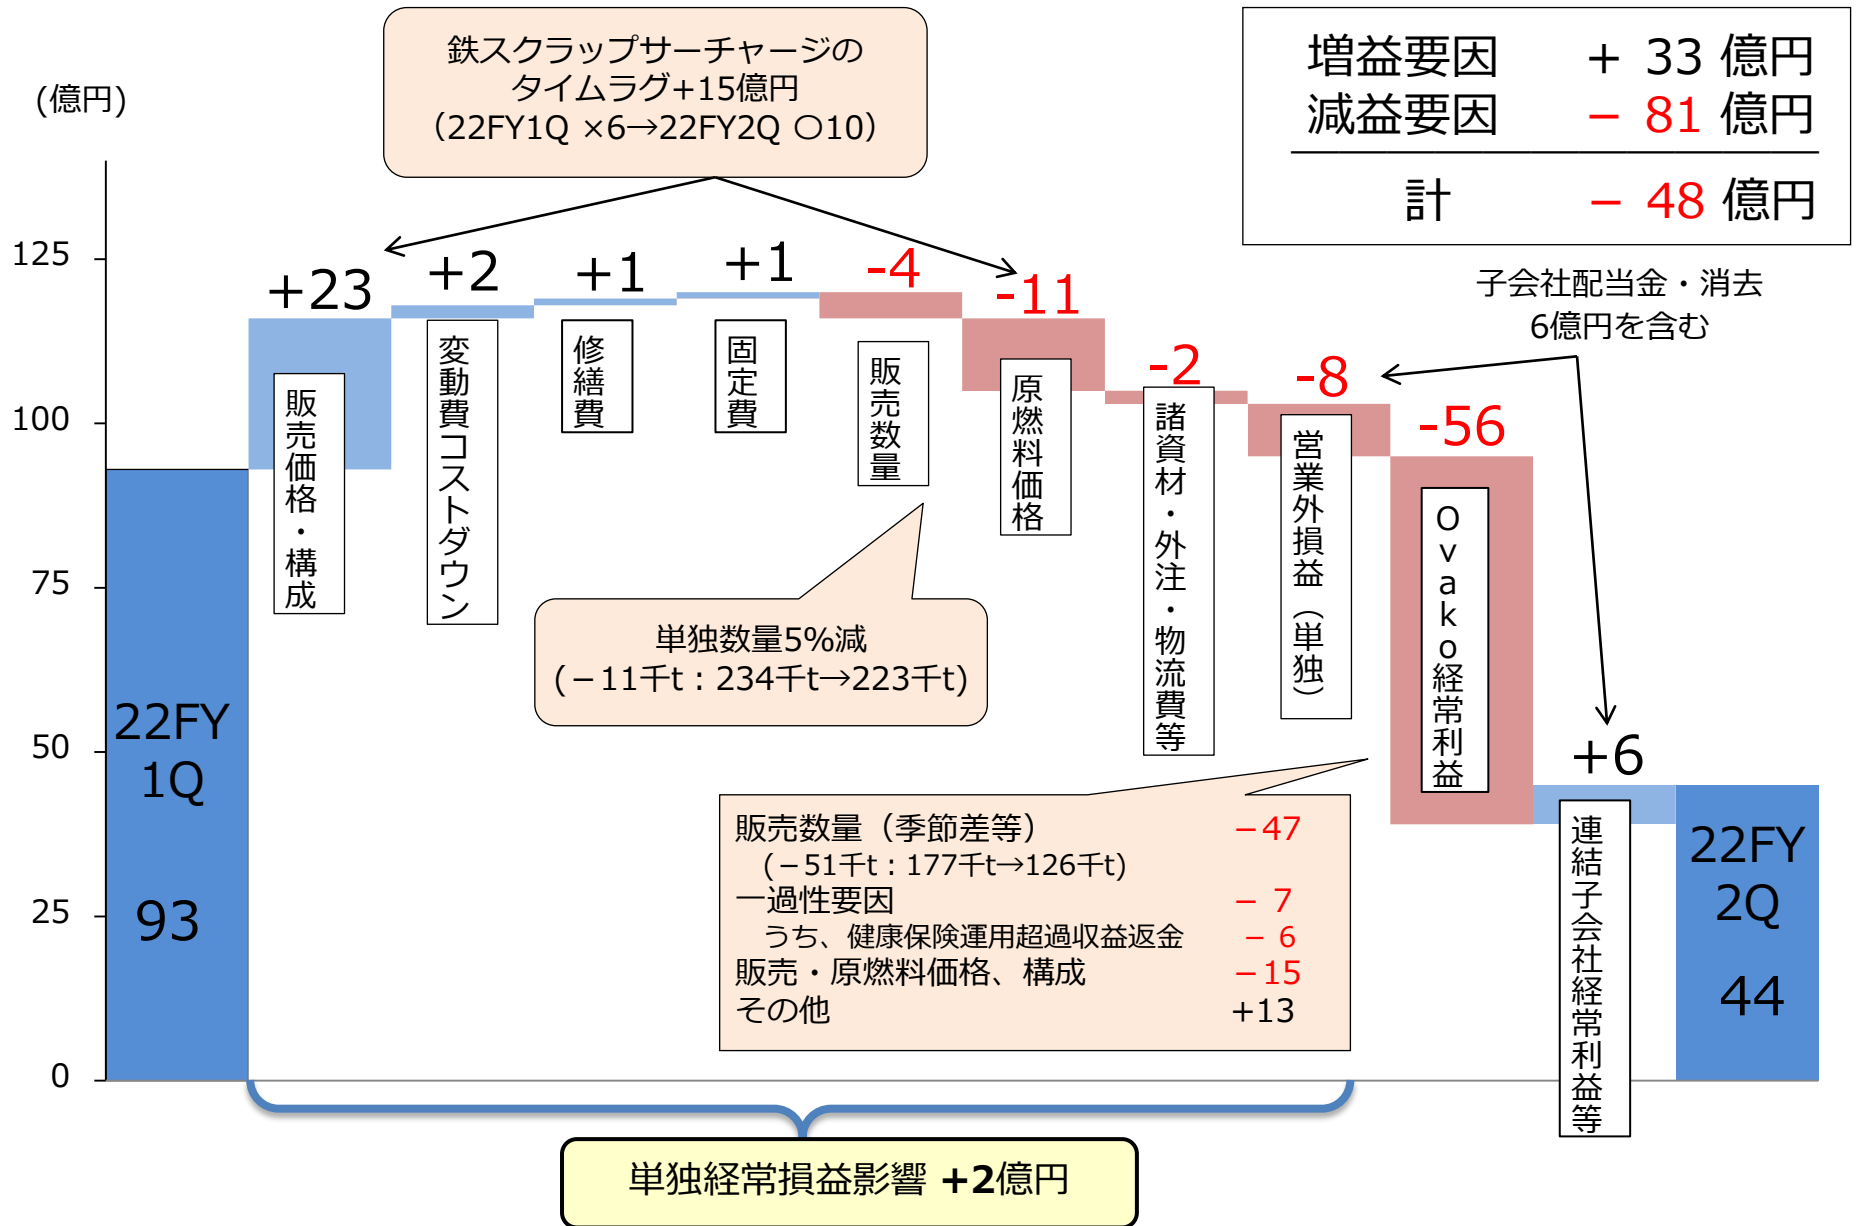 鉄スクラップサーチャージの
タイムラグ+15億円
（22FY1Q ×6→22FY2Q 〇10）
増益要因 + 33 億円
減益要因 － 81 億円
計 － 48 億円
(億円)
125
100
75
50
25
0
+23
+2
+1
+1
-4
-11
-2
-8
-56
+6
子会社配当金・消去
6億円を含む
販売価格・構成
変動費コストダウン
修繕費
固定費
販売数量
原燃料価格
諸資材・外注・物流費等
営業外損益（単独）
Ovako経常利益
連結子会社経常利益等
22FY
1Q
93
22FY
2Q
44
単独数量5%減
(－11千t：234千t→223千t)
販売数量（季節差等） －47
(－51千t：177千t→126千t)
一過性要因 － 7
うち、健康保険運用超過収益返金 － 6
販売・原燃料価格、構成 －15
その他 +13
単独経常損益影響 +2億円